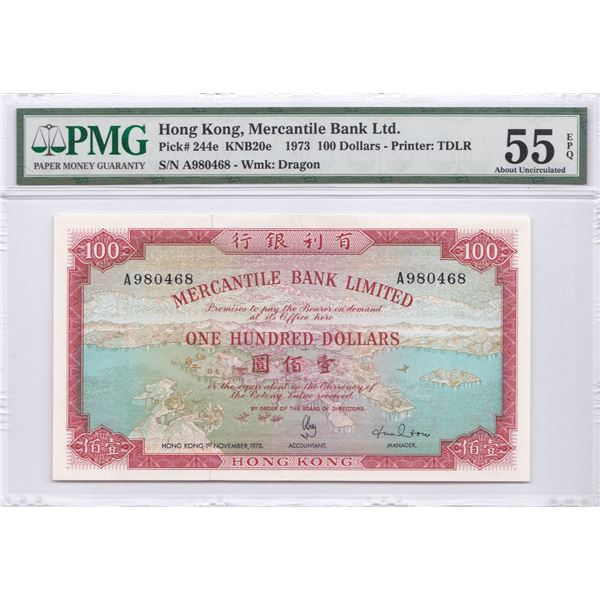 PMG
PAPER MONEY GUARANTY
Hong Kong, Mercantile Bank Ltd.
Pick# 244e KNB20e 1973 100 Dollars - Printer: TDLR
S/N A980468 - Wmk: Dragon
55 EPQ
About Uncirculated
100 行銀利有 100
A980468 A980468
MERCANTILE BANK LIMITED
Promises to pay the Bearer on demand
at its Office here
ONE HUNDRED DOLLARS
圓佰壹
or the equivalent in the Currency of
the Colony, Value received
BY ORDER OF THE BOARD OF DIRECTORS
HONG KONG 1ST NOVEMBER, 1973. ACCOUNTANT. MANAGER.
佰壹 HONG KONG 佰壹